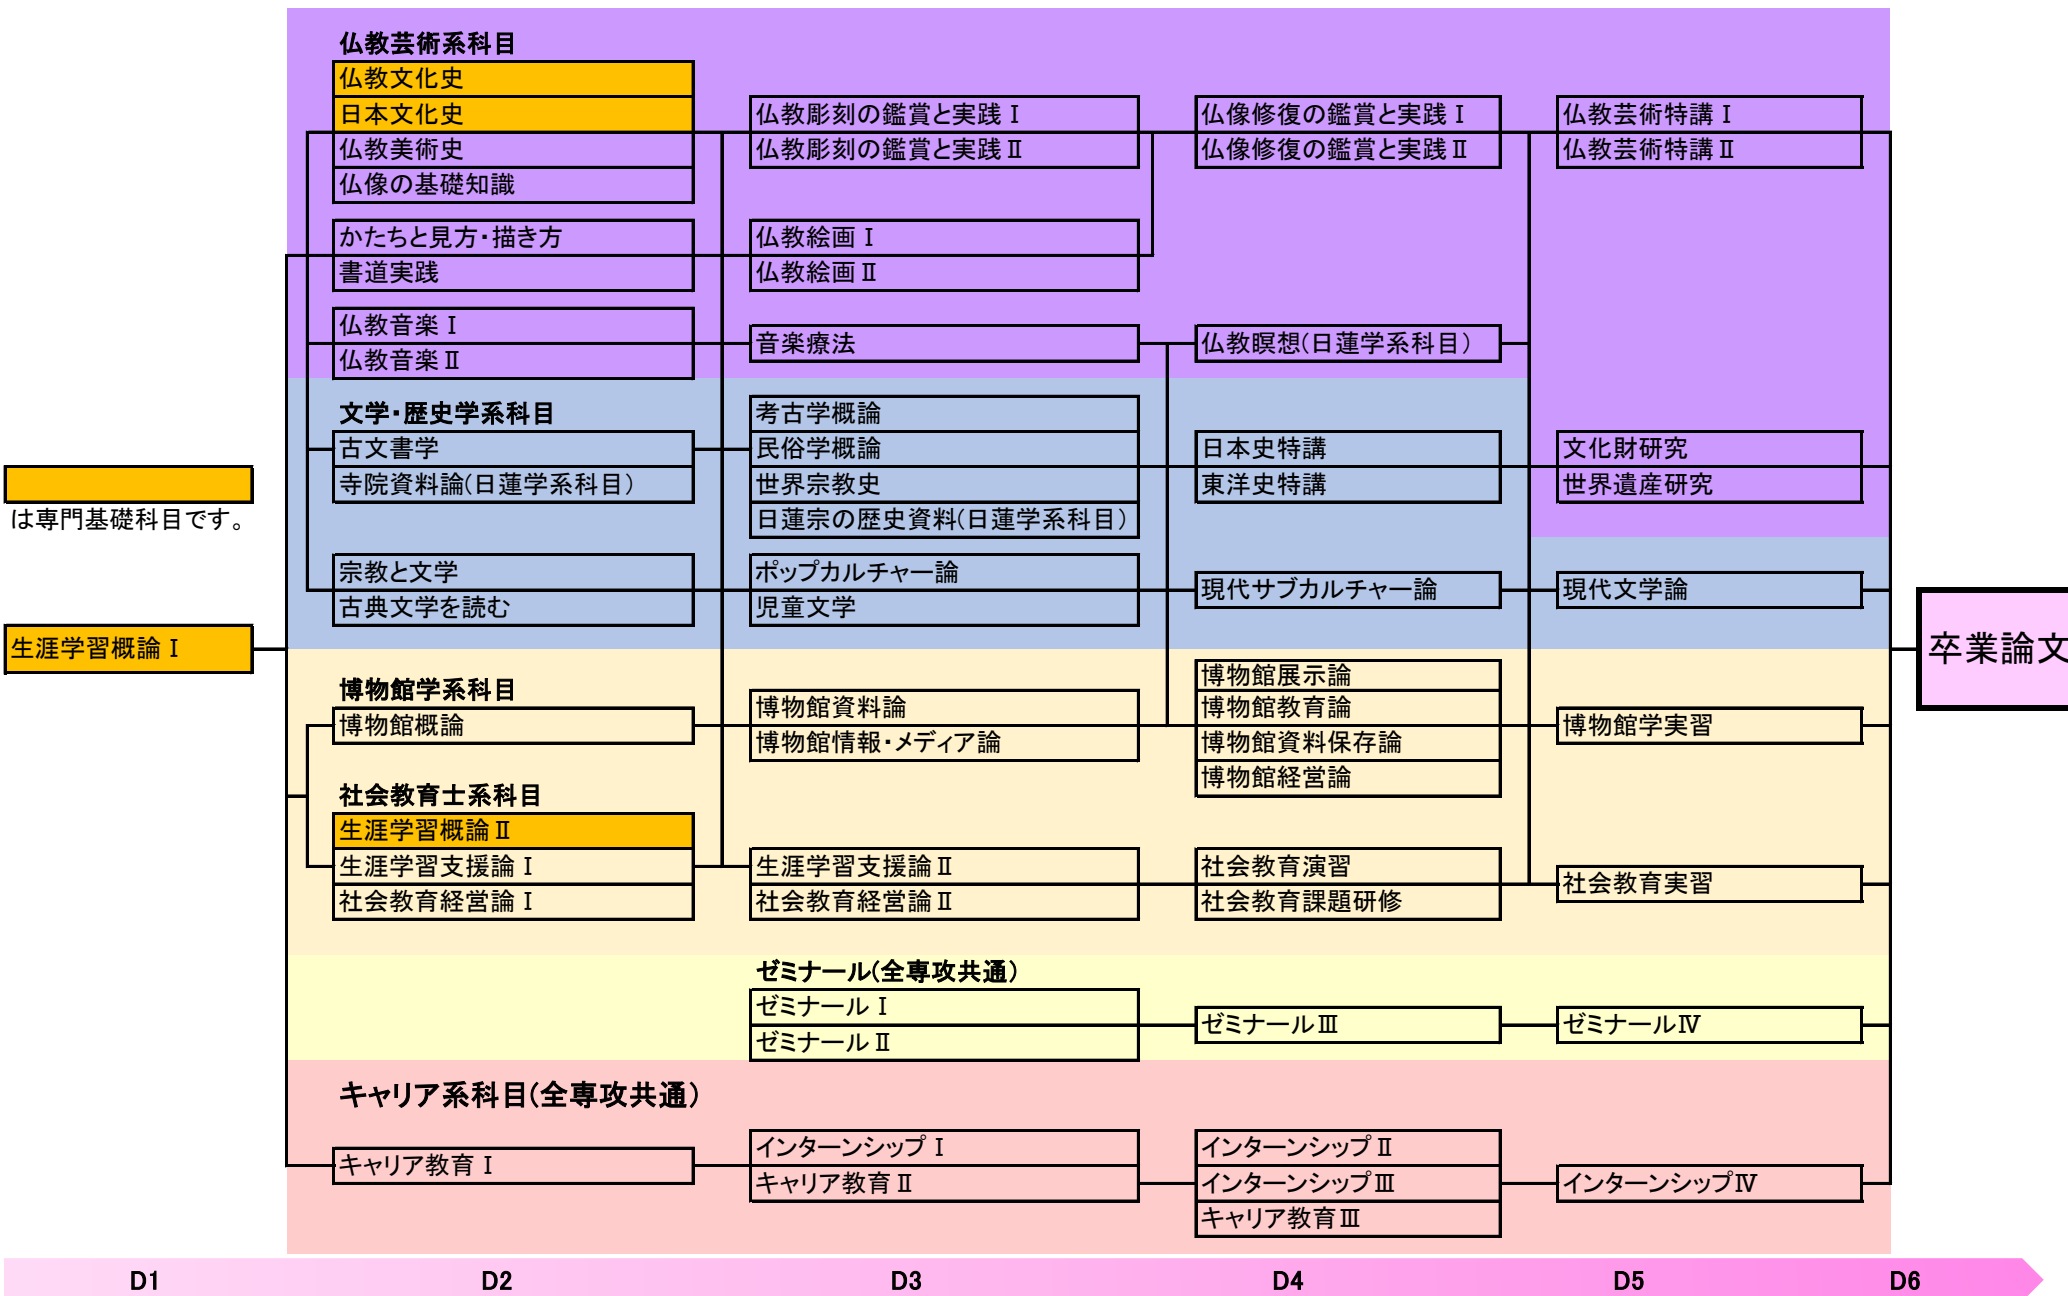 仏教芸術系科目
仏教文化史
日本文化史
仏教美術史
仏像の基礎知識
仏教彫刻の鑑賞と実践Ⅰ
仏教彫刻の鑑賞と実践Ⅱ
仏像修復の鑑賞と実践Ⅰ
仏像修復の鑑賞と実践Ⅱ
仏教芸術特講Ⅰ
仏教芸術特講Ⅱ
かたちと見方・描き方
書道実践
仏教絵画Ⅰ
仏教絵画Ⅱ
仏教音楽Ⅰ
仏教音楽Ⅱ
音楽療法
仏教瞑想(日蓮学系科目)
文学・歴史学系科目
古文書学
寺院資料論(日蓮学系科目)
考古学概論
民俗学概論
世界宗教史
日蓮宗の歴史資料(日蓮学系科目)
日本史特講
東洋史特講
文化財研究
世界遺産研究
は専門基礎科目です。
宗教と文学
古典文学を読む
ポップカルチャー論
児童文学
現代サブカルチャー論
現代文学論
生涯学習概論Ⅰ
卒業論文
博物館学系科目
博物館概論
博物館資料論
博物館情報・メディア論
博物館展示論
博物館教育論
博物館資料保存論
博物館経営論
博物館学実習
社会教育士系科目
生涯学習概論Ⅱ
生涯学習支援論Ⅰ
社会教育経営論Ⅰ
生涯学習支援論Ⅱ
社会教育経営論Ⅱ
社会教育演習
社会教育課題研修
社会教育実習
ゼミナール(全専攻共通)
ゼミナールⅠ
ゼミナールⅡ
ゼミナールⅢ
ゼミナールⅣ
キャリア系科目(全専攻共通)
キャリア教育Ⅰ
インターンシップⅠ
キャリア教育Ⅱ
インターンシップⅡ
インターンシップⅢ
キャリア教育Ⅲ
インターンシップⅣ
D1 D2 D3 D4 D5 D6